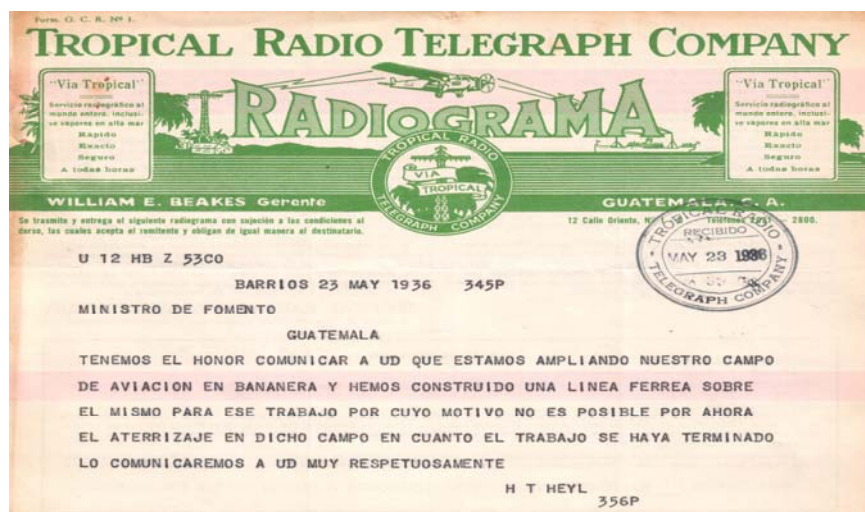 Form. G. C. R. Nº 1.
TROPICAL RADIO TELEGRAPH COMPANY
"Via Tropical"
Servicio radiográfico al
mundo entero, inclusi-
ve vapores en alta mar
Rápido
Exacto
Seguro
A todas horas
RADIOGRAMA
"Via Tropical"
Servicio radiográfico al
mundo entero, inclusi-
ve vapores en alta mar
Rápido
Exacto
Seguro
A todas horas
TROPICAL RADIO
VIA
TROPICAL
TELEGRAPH COMPANY
WILLIAM E. BEAKES Gerente
GUATEMALA, C. A.
Se trasmite y entrega el siguiente radiograma con sujeción a las condiciones al
dorso, las cuales acepta el remitente y obligan de igual manera al destinatario.
12 Calle Oriente, Teléfonos 2800.
TROPICAL RADIO
RECIBIDO
MAY 23 1936
TELEGRAPH COMPANY
U 12 HB Z 53CO
BARRIOS 23 MAY 1936 345P
MINISTRO DE FOMENTO
GUATEMALA
TENEMOS EL HONOR COMUNICAR A UD QUE ESTAMOS AMPLIANDO NUESTRO CAMPO
DE AVIACION EN BANANERA Y HEMOS CONSTRUIDO UNA LINEA FERREA SOBRE
EL MISMO PARA ESE TRABAJO POR CUYO MOTIVO NO ES POSIBLE POR AHORA
EL ATERRIZAJE EN DICHO CAMPO EN CUANTO EL TRABAJO SE HAYA TERMINADO
LO COMUNICAREMOS A UD MUY RESPETUOSAMENTE
H T HEYL
356P